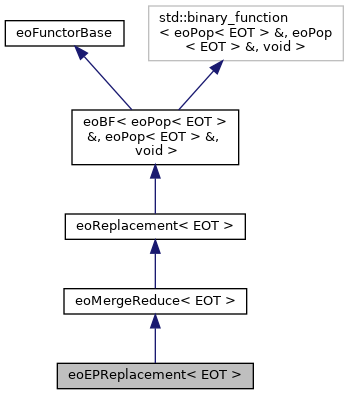 eoFunctorBase
std::binary_function
< eoPop< EOT > &, eoPop
< EOT > &, void >
eoBF< eoPop< EOT >
&, eoPop< EOT > &,
void >
eoReplacement< EOT >
eoMergeReduce< EOT >
eoEPReplacement< EOT >